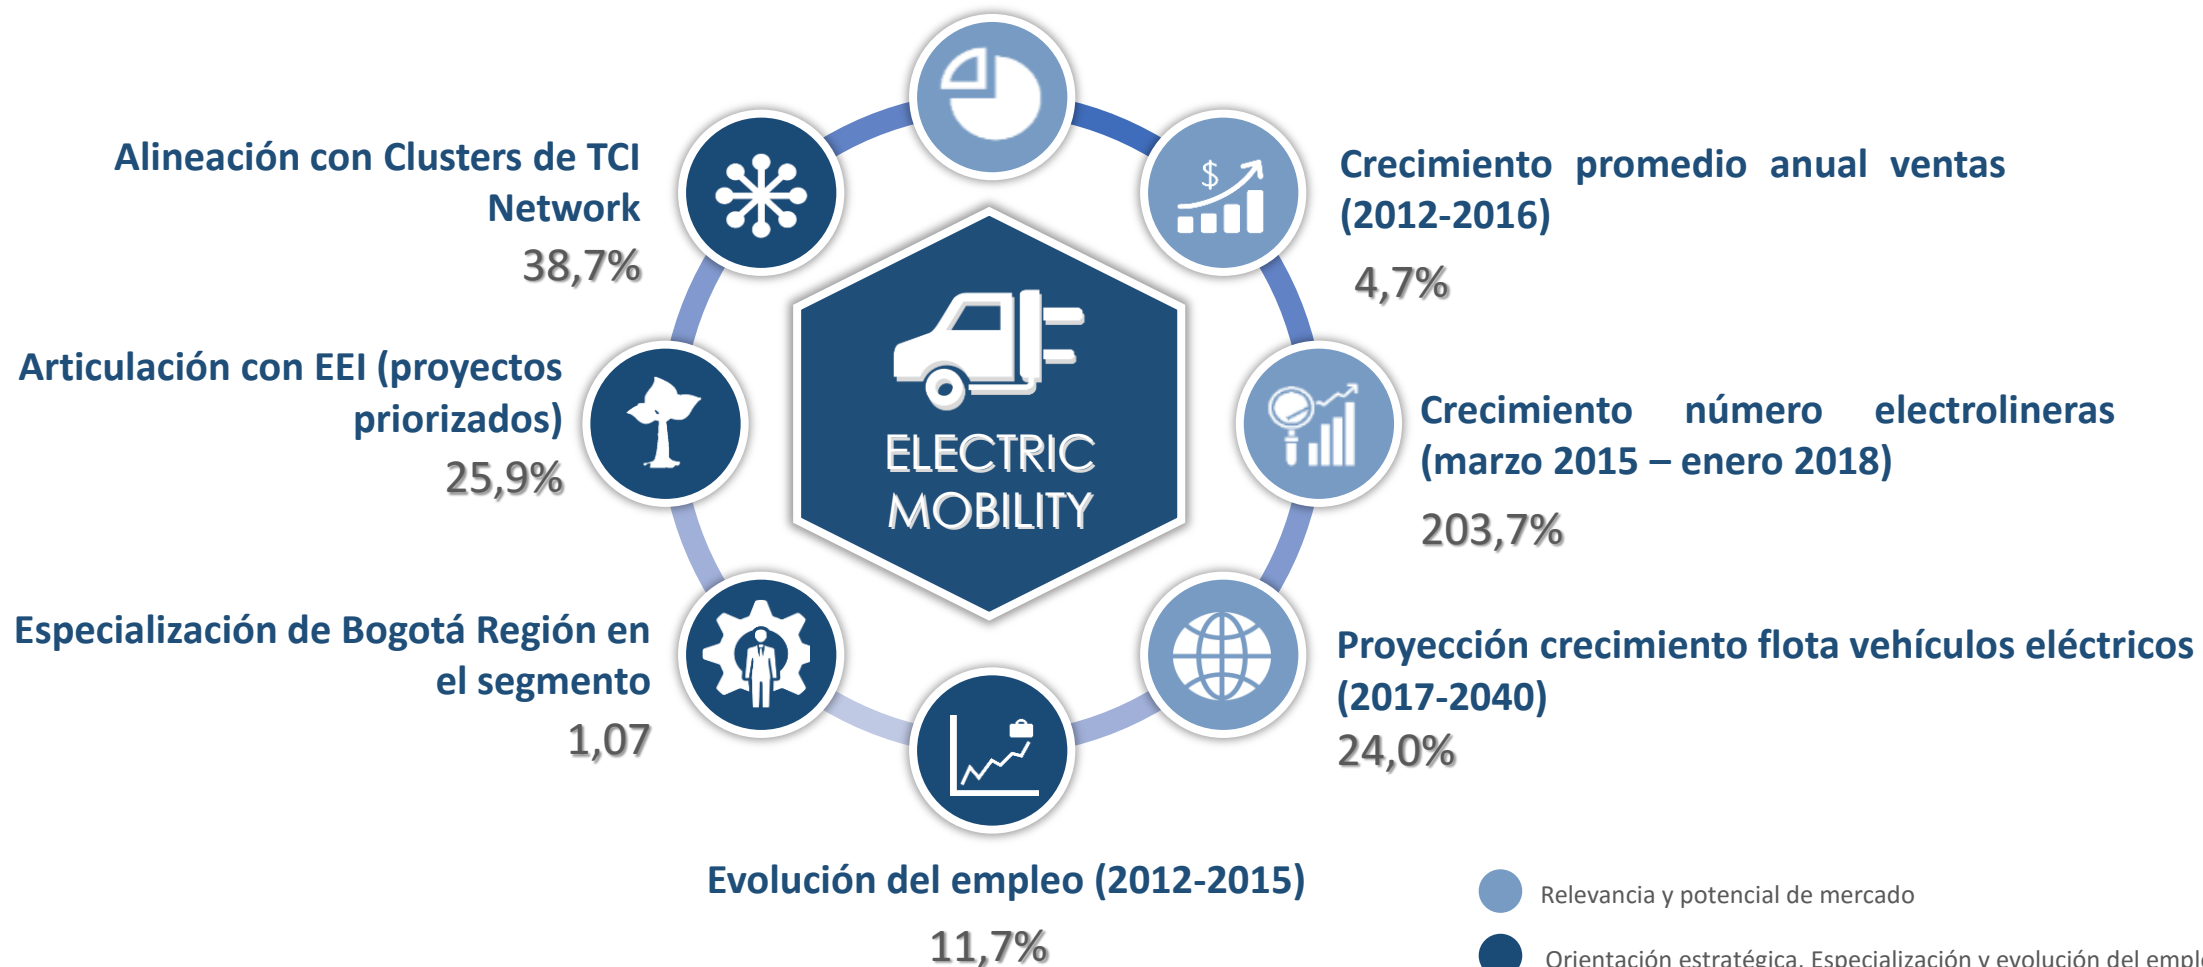 Alineación con Clusters de TCI
Network
38,7%
Crecimiento promedio anual ventas
(2012-2016)
4,7%
Articulación con EEI (proyectos
priorizados)
25,9%
ELECTRIC
MOBILITY
Crecimiento número electrolineras
(marzo 2015 – enero 2018)
203,7%
Especialización de Bogotá Región en
el segmento
1,07
Proyección crecimiento flota vehículos eléctricos
(2017-2040)
24,0%
$
Evolución del empleo (2012-2015)
11,7%
Relevancia y potencial de mercado
Orientación estratégica, Especialización y evolución del